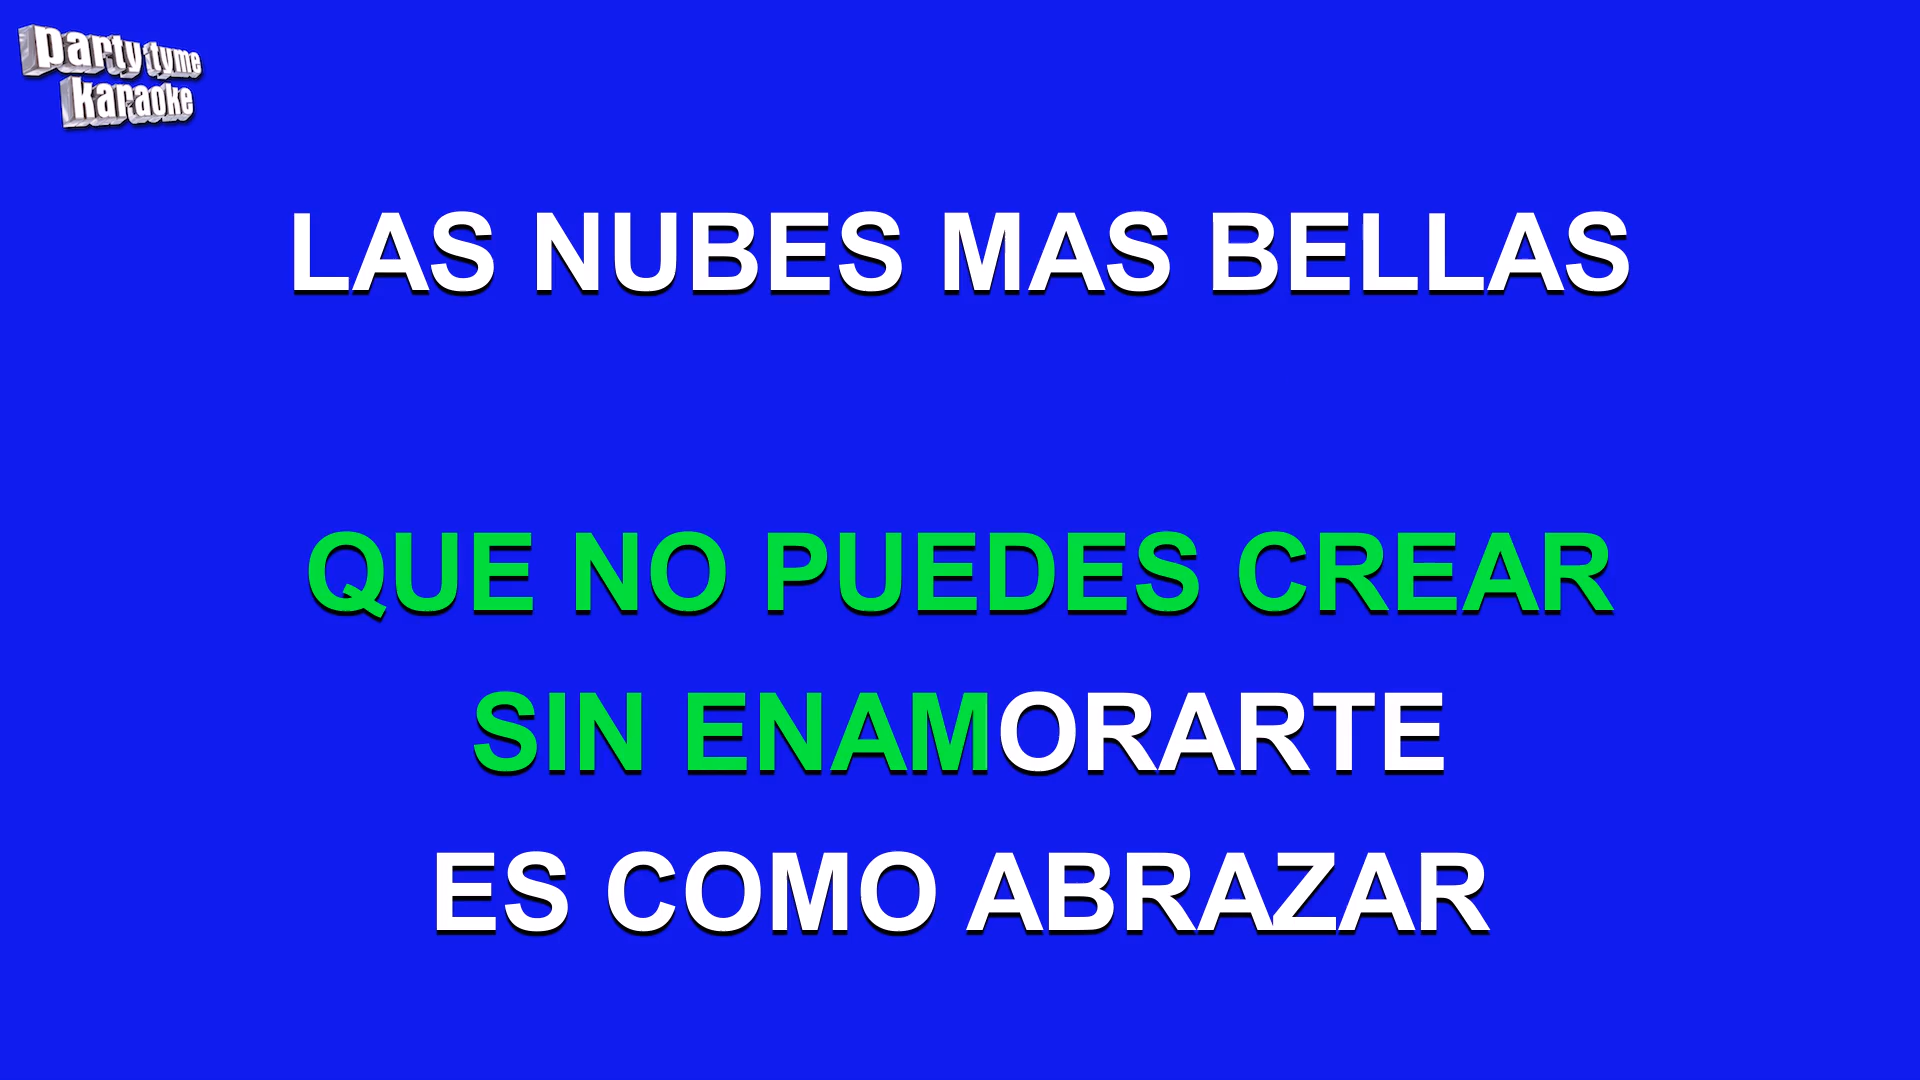 party tyme
karaoke
LAS NUBES MAS BELLAS
QUE NO PUEDES CREAR
SIN ENAMORARTE
ES COMO ABRAZAR